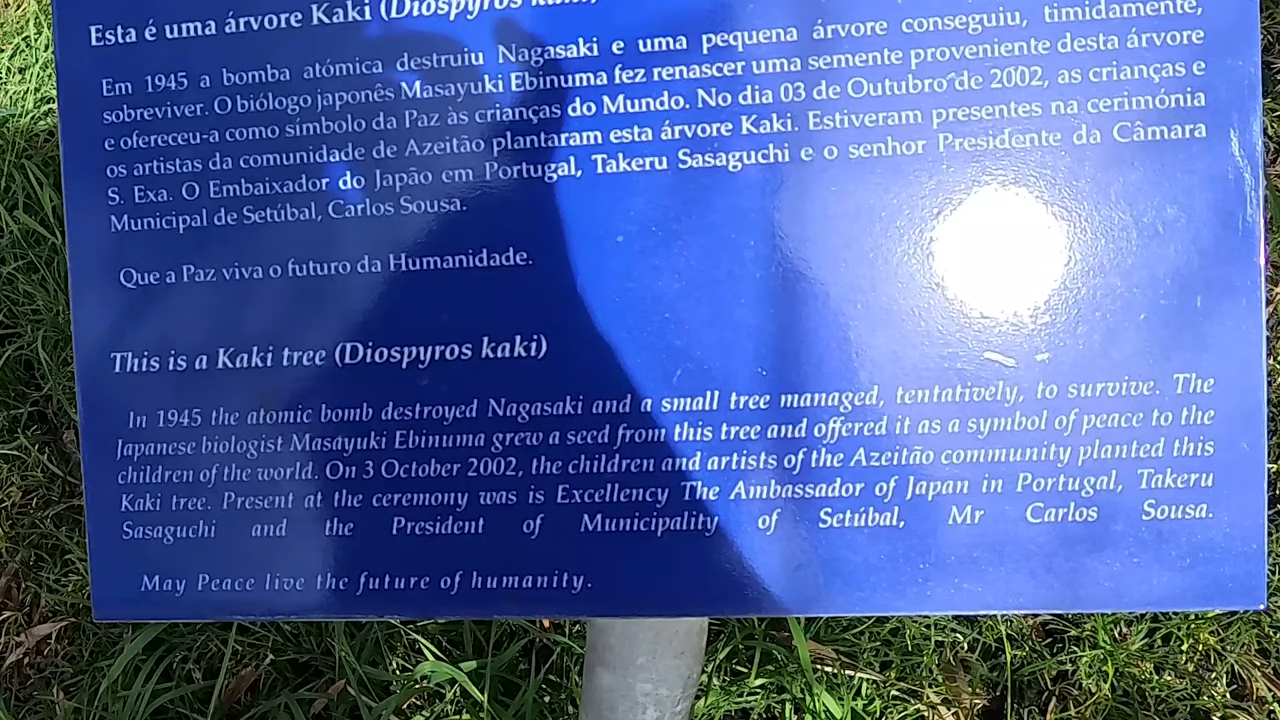 Esta é uma árvore Kaki (Diospyros kaki)
Em 1945 a bomba atómica destruiu Nagasaki e uma pequena árvore conseguiu, timidamente,
sobreviver. O biólogo japonês Masayuki Ebinuma fez renascer uma semente proveniente desta árvore
e ofereceu-a como símbolo da Paz às crianças do Mundo. No dia 03 de Outubro de 2002, as crianças e
os artistas da comunidade de Azeitão plantaram esta árvore Kaki. Estiveram presentes na cerimónia
S. Exa. O Embaixador do Japão em Portugal, Takeru Sasaguchi e o senhor Presidente da Câmara
Municipal de Setúbal, Carlos Sousa.
Que a Paz viva o futuro da Humanidade.
This is a Kaki tree (Diospyros kaki)
In 1945 the atomic bomb destroyed Nagasaki and a small tree managed, tentatively, to survive. The
Japanese biologist Masayuki Ebinuma grew a seed from this tree and offered it as a symbol of peace to the
children of the world. On 3 October 2002, the children and artists of the Azeitão community planted this
Kaki tree. Present at the ceremony was is Excellency The Ambassador of Japan in Portugal, Takeru
Sasaguchi and the President of Municipality of Setúbal, Mr Carlos Sousa.
May Peace live the future of humanity.